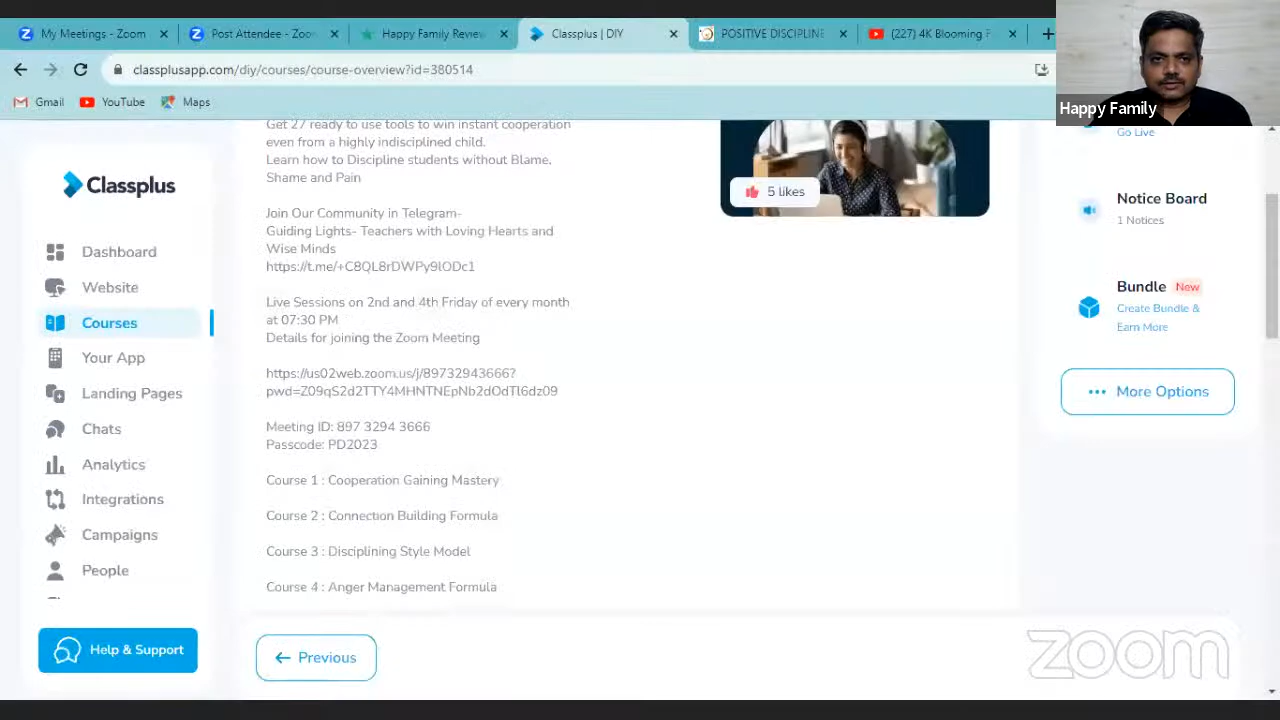 My Meetings - Zoom
Post Attendee - Zoo
Happy Family Review
Classplus | DIY
POSITIVE DISCIPLINE
(227) 4K Blooming F
classplusapp.com/diy/courses/course-overview?id=380514
Gmail
YouTube
Maps
Happy Family
Classplus
Dashboard
Website
Courses
Your App
Landing Pages
Chats
Analytics
Integrations
Campaigns
People
Help & Support
Get 27 ready to use tools to win instant cooperation
even from a highly indisciplined child.
Learn how to Discipline students without Blame,
Shame and Pain
Join Our Community in Telegram-
Guiding Lights- Teachers with Loving Hearts and
Wise Minds
https://t.me/+C8QL8rDWPy9lODc1
Live Sessions on 2nd and 4th Friday of every month
at 07:30 PM
Details for joining the Zoom Meeting
https://us02web.zoom.us/j/89732943666?
pwd=Z09qS2d2TTY4MHNTNEpNb2dOdTl6dz09
Meeting ID: 897 3294 3666
Passcode: PD2023
Course 1 : Cooperation Gaining Mastery
Course 2 : Connection Building Formula
Course 3 : Disciplining Style Model
Course 4 : Anger Management Formula
Previous
5 likes
Go Live
Notice Board
1 Notices
Bundle New
Create Bundle &
Earn More
More Options
zoom